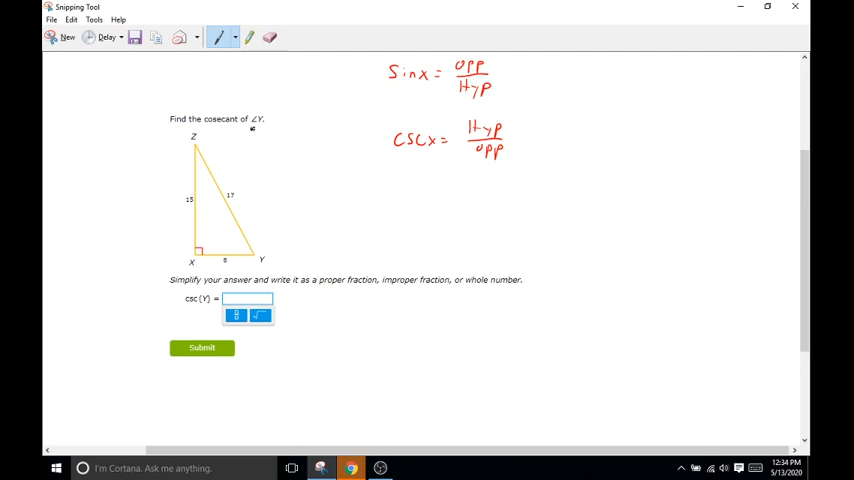 Snipping Tool
File Edit Tools Help
New Delay
Sinx = Opp
Hyp
Find the cosecant of ∠Y.
cscx = Hyp
opp
Z
15
17
X
8
Y
Simplify your answer and write it as a proper fraction, improper fraction, or whole number.
csc (Y) =
Submit
I'm Cortana. Ask me anything.
12:34 PM
5/13/2020